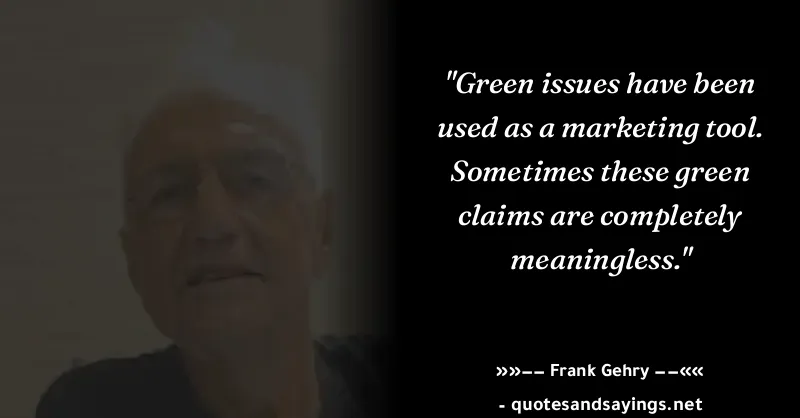 "Green issues have been
used as a marketing tool.
Sometimes these green
claims are completely
meaningless."
»»−− Frank Gehry −−««
- quotesandsayings.net